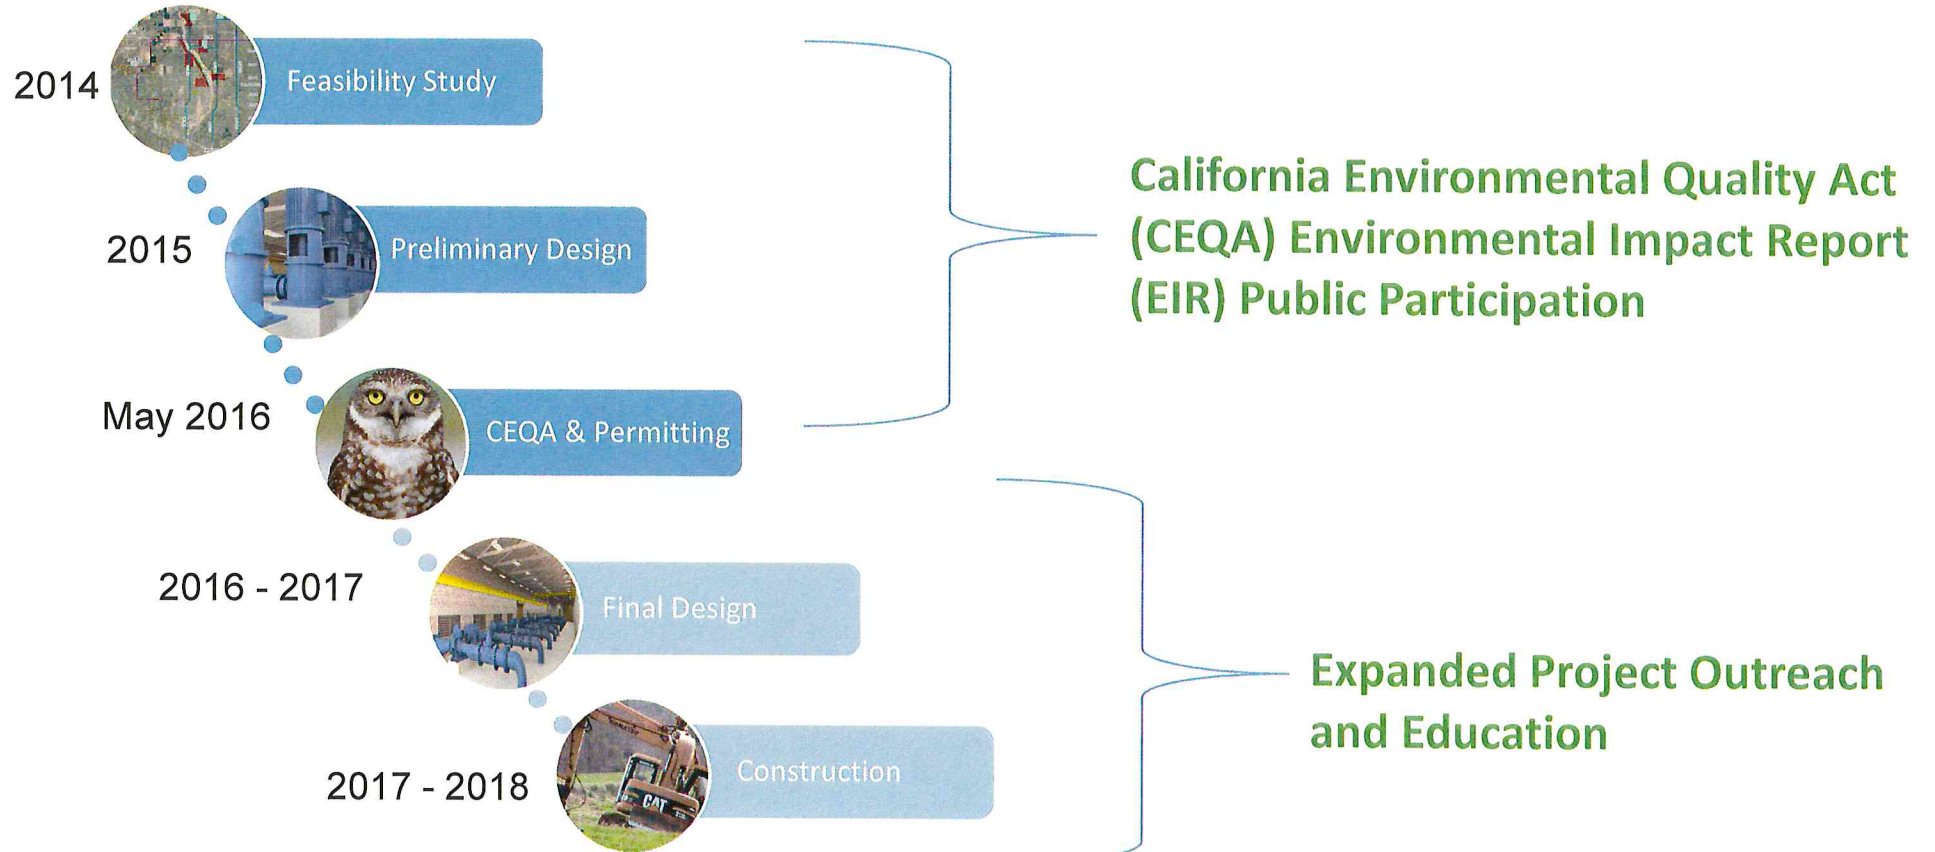 2014
Feasibility Study
2015
Preliminary Design
May 2016
CEQA & Permitting
2016 - 2017
Final Design
2017 - 2018
Construction
CAT
California Environmental Quality Act
(CEQA) Environmental Impact Report
(EIR) Public Participation
Expanded Project Outreach
and Education